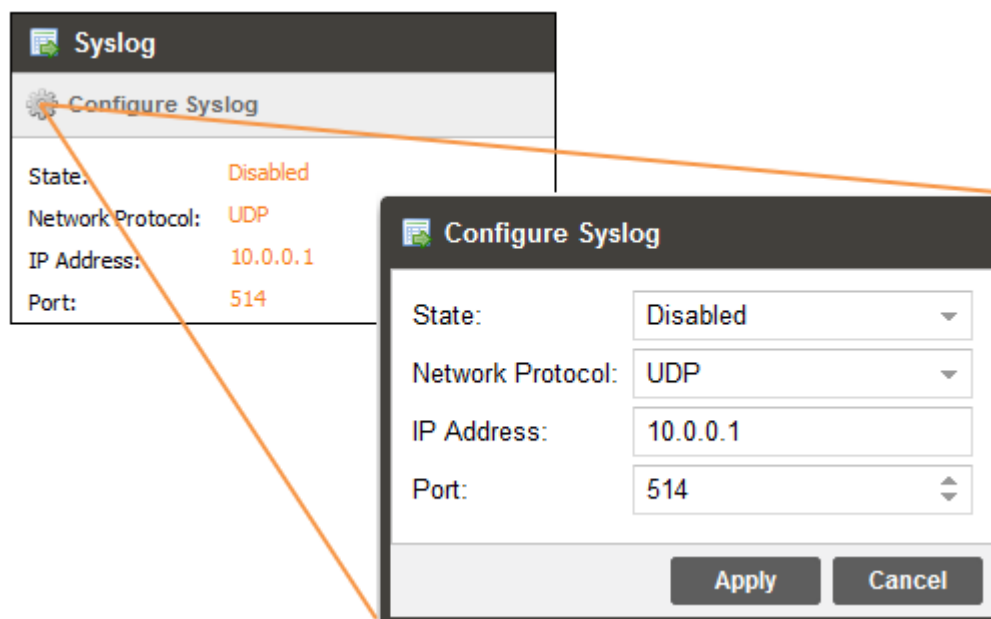 Syslog
Configure Syslog
State: Disabled
Network Protocol: UDP
IP Address: 10.0.0.1
Port: 514
Configure Syslog
State: Disabled
Network Protocol: UDP
IP Address: 10.0.0.1
Port: 514
Apply Cancel